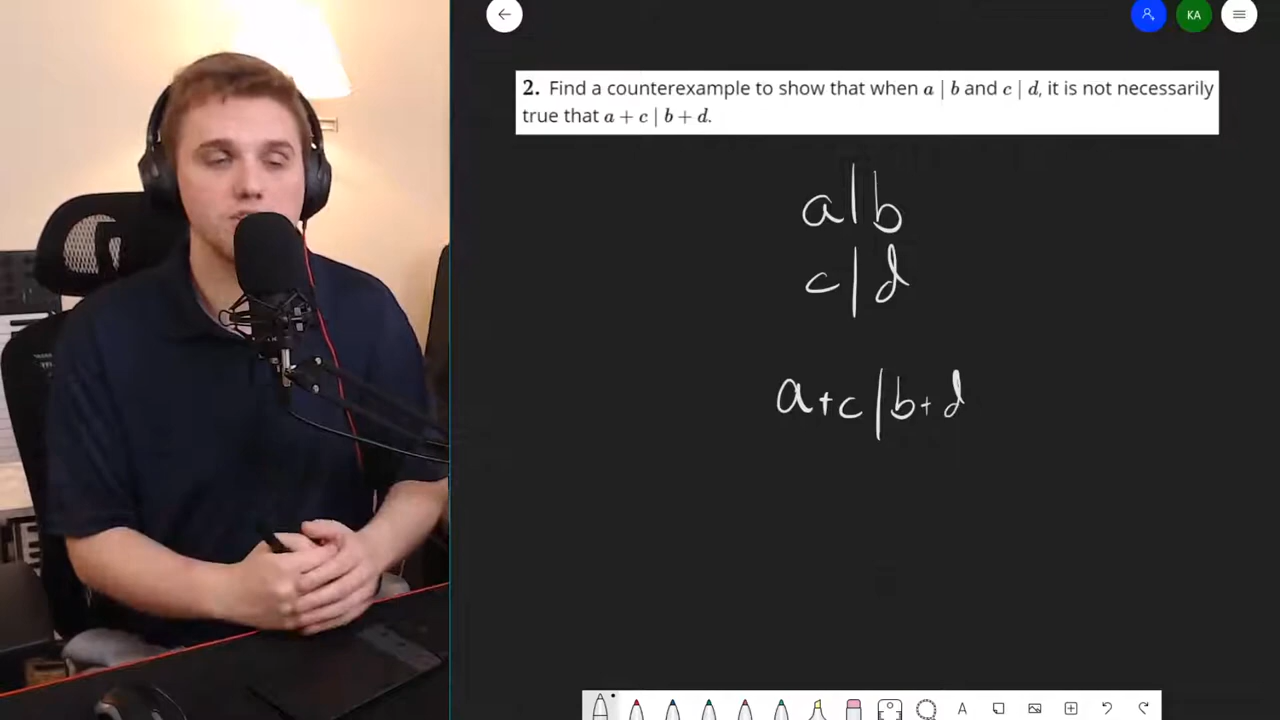 KA
2. Find a counterexample to show that when a | b and c | d, it is not necessarily
true that a + c | b + d.
a|b
c|d
a+c|b+d
A